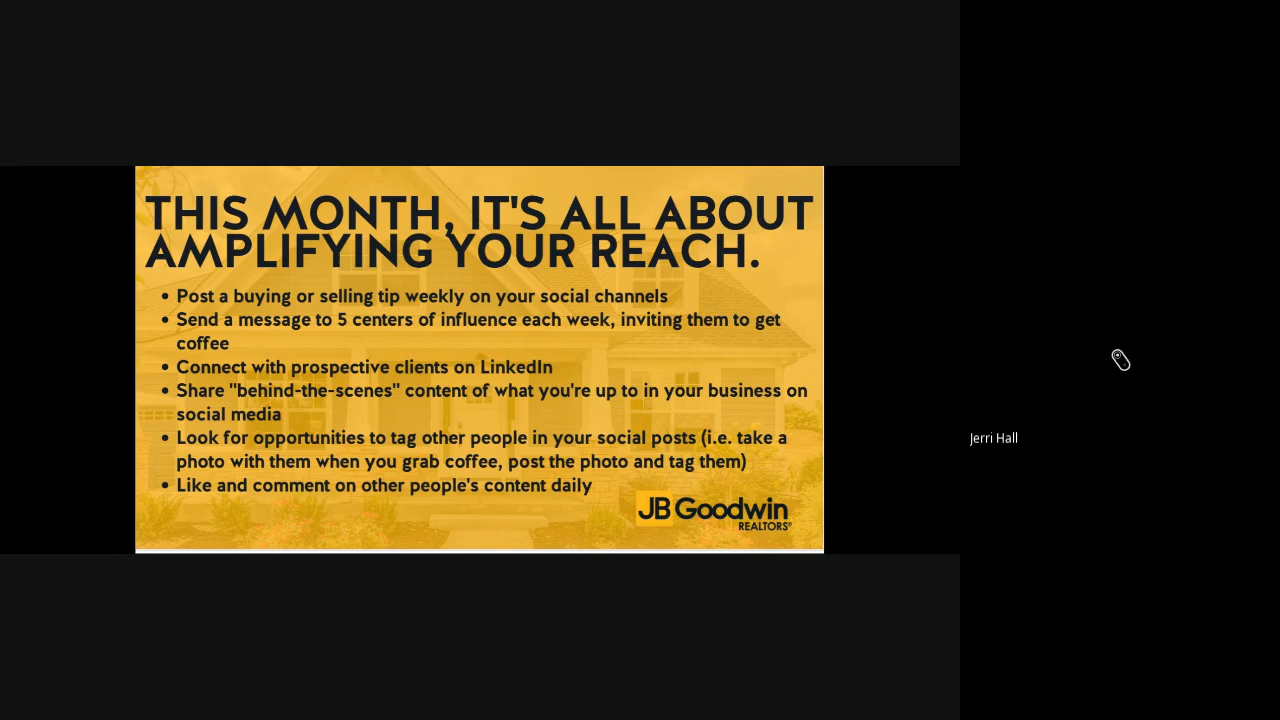 THIS MONTH, IT'S ALL ABOUT
AMPLIFYING YOUR REACH.
• Post a buying or selling tip weekly on your social channels
• Send a message to 5 centers of influence each week, inviting them to get
coffee
• Connect with prospective clients on LinkedIn
• Share "behind-the-scenes" content of what you're up to in your business on
social media
• Look for opportunities to tag other people in your social posts (i.e. take a
photo with them when you grab coffee, post the photo and tag them)
• Like and comment on other people's content daily
JB Goodwin
REALTORS®
Jerri Hall